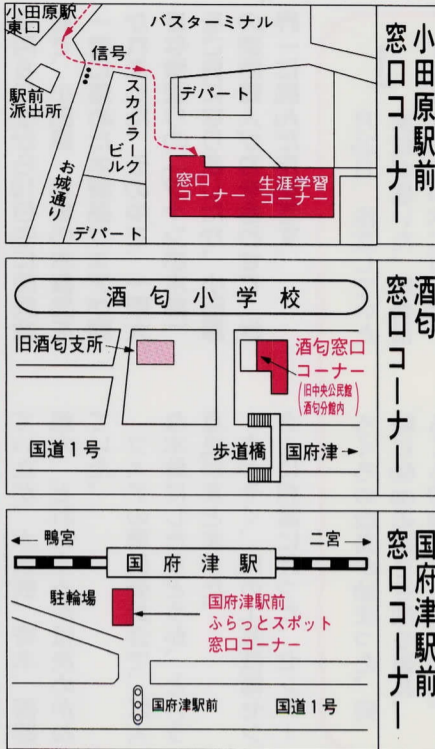 小田原駅前
窓口コーナー
小田原駅
東口
バスターミナル
信号
駅前
派出所
スカイラーク
ビル
デパート
お城通り
デパート
窓口
コーナー
生涯学習
コーナー
酒匂
窓口コーナー
酒匂小学校
旧酒匂支所
酒匂窓口
コーナー
(旧中央公民館
酒匂分館内)
国道1号
歩道橋
国府津→
国府津駅前
窓口コーナー
←鴨宮
二宮→
国府津駅
駐輪場
国府津駅前
ふらっとスポット
窓口コーナー
国府津駅前
国道1号